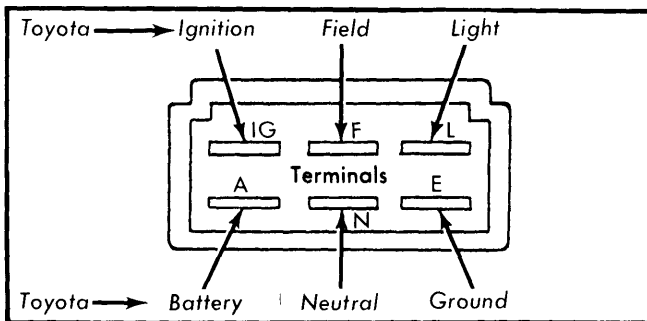 Toyota Ignition Field Light
IG F L
Terminals
A N E
Toyota Battery Neutral Ground